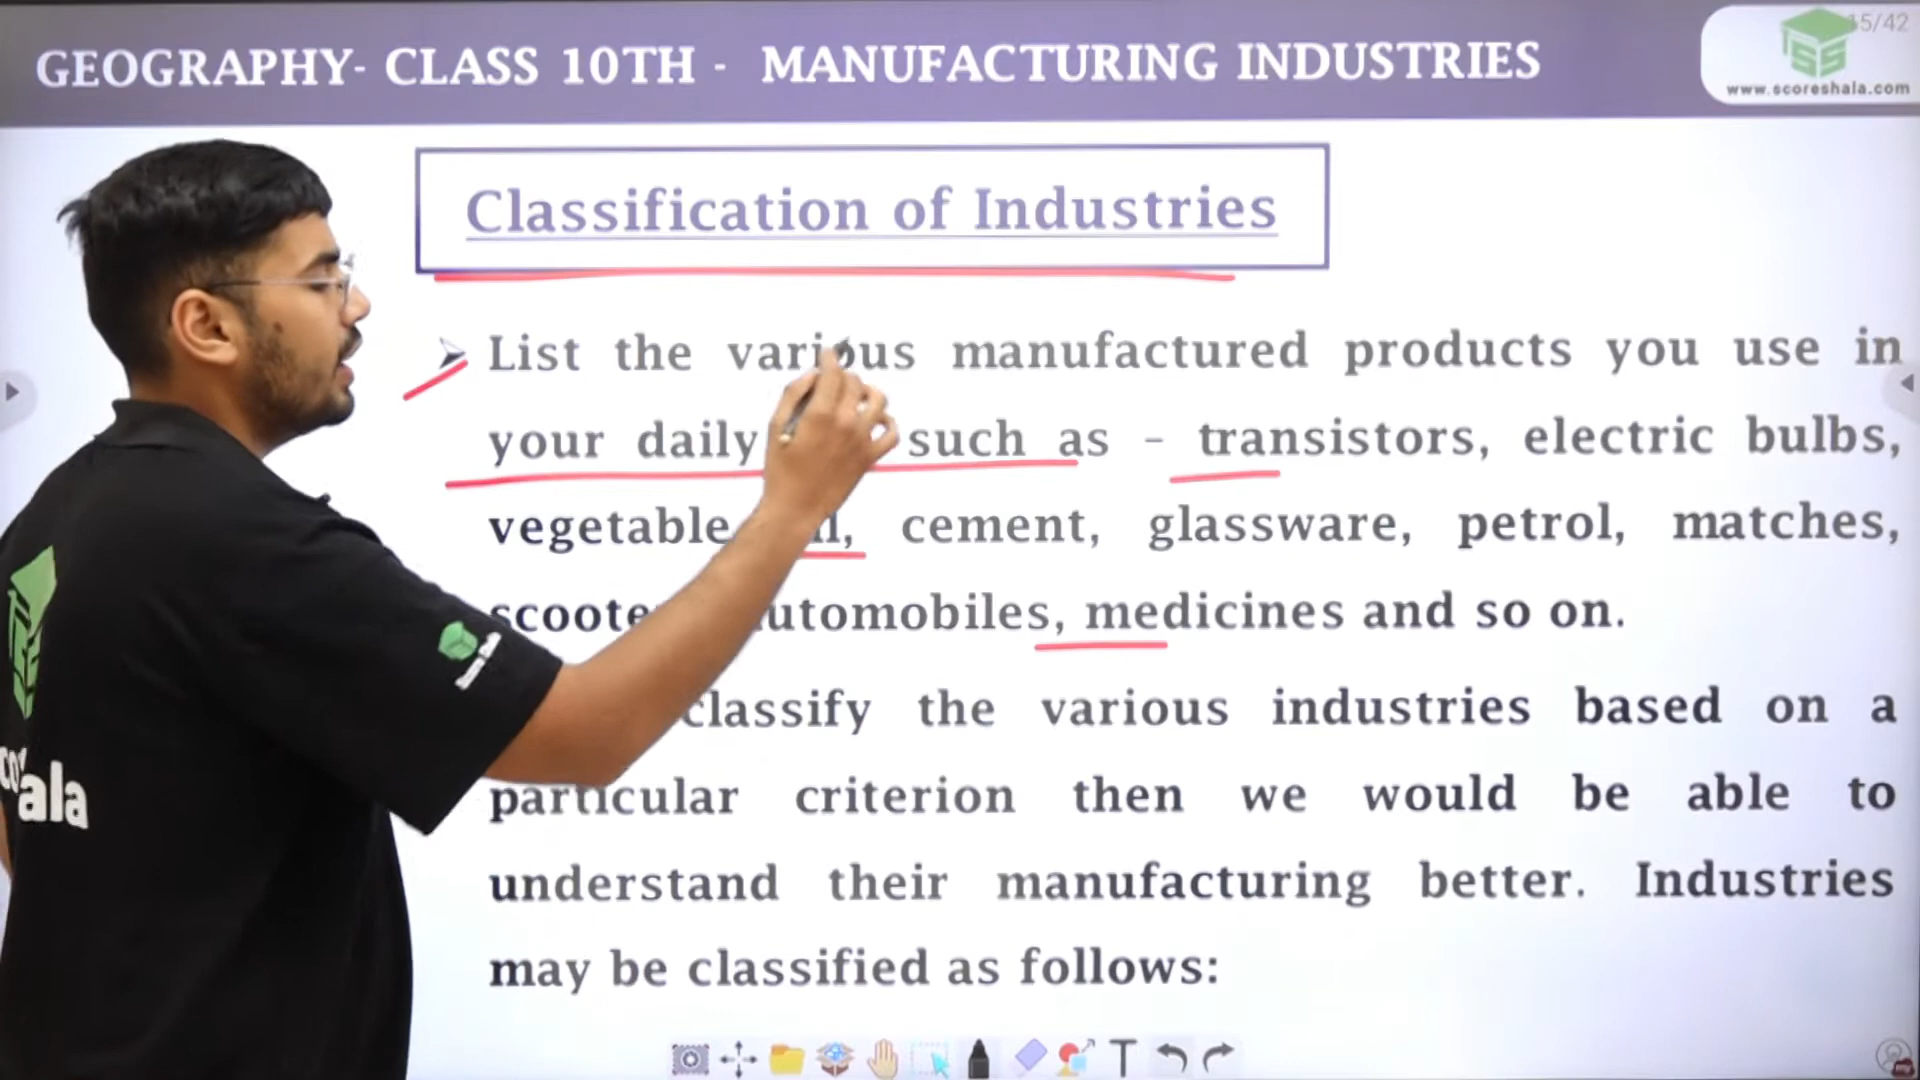 GEOGRAPHY- CLASS 10TH - MANUFACTURING INDUSTRIES
15/42
www.scoreshala.com
Classification of Industries
List the various manufactured products you use in
your daily such as - transistors, electric bulbs,
vegetable cement, glassware, petrol, matches,
medicines and so on.
classify the various industries based on a
particular criterion then we would be able to
understand their manufacturing better. Industries
may be classified as follows:
T